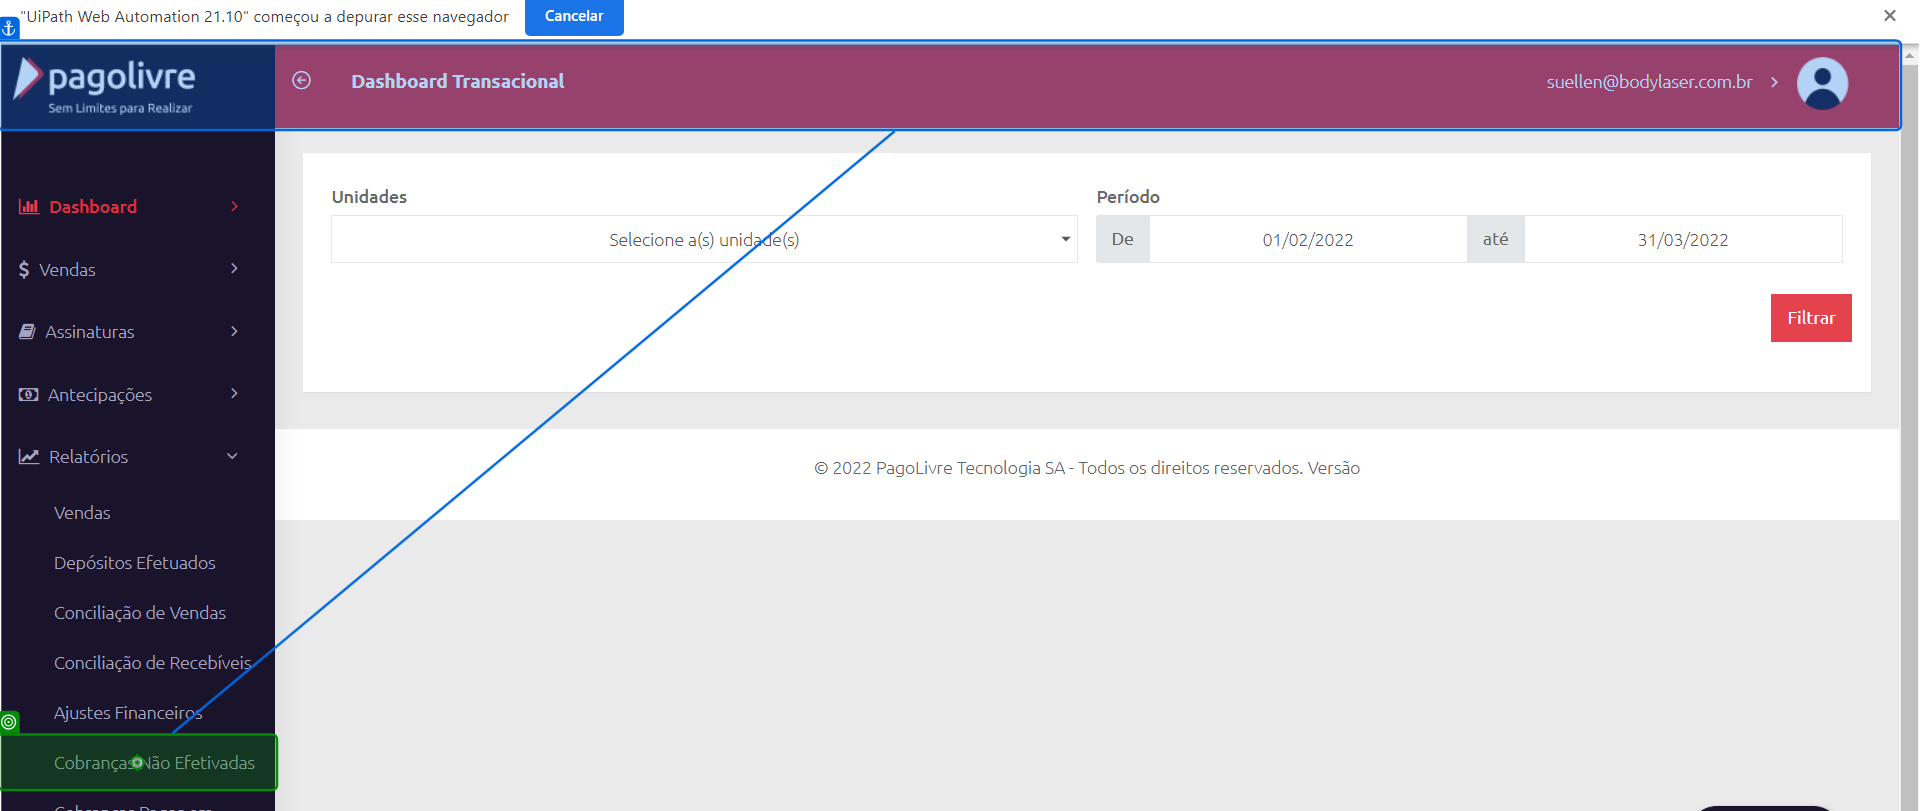 "UiPath Web Automation 21.10" começou a depurar esse navegador
Cancelar
pagolivre
Sem Limites para Realizar
Dashboard Transacional
suellen@bodylaser.com.br
Dashboard
Vendas
Assinaturas
Antecipações
Relatórios
Vendas
Depósitos Efetuados
Conciliação de Vendas
Conciliação de Recebíveis
Ajustes Financeiros
Cobranças Não Efetivadas
Unidades
Selecione a(s) unidade(s)
Período
De
01/02/2022
até
31/03/2022
Filtrar
© 2022 PagoLivre Tecnologia SA - Todos os direitos reservados. Versão